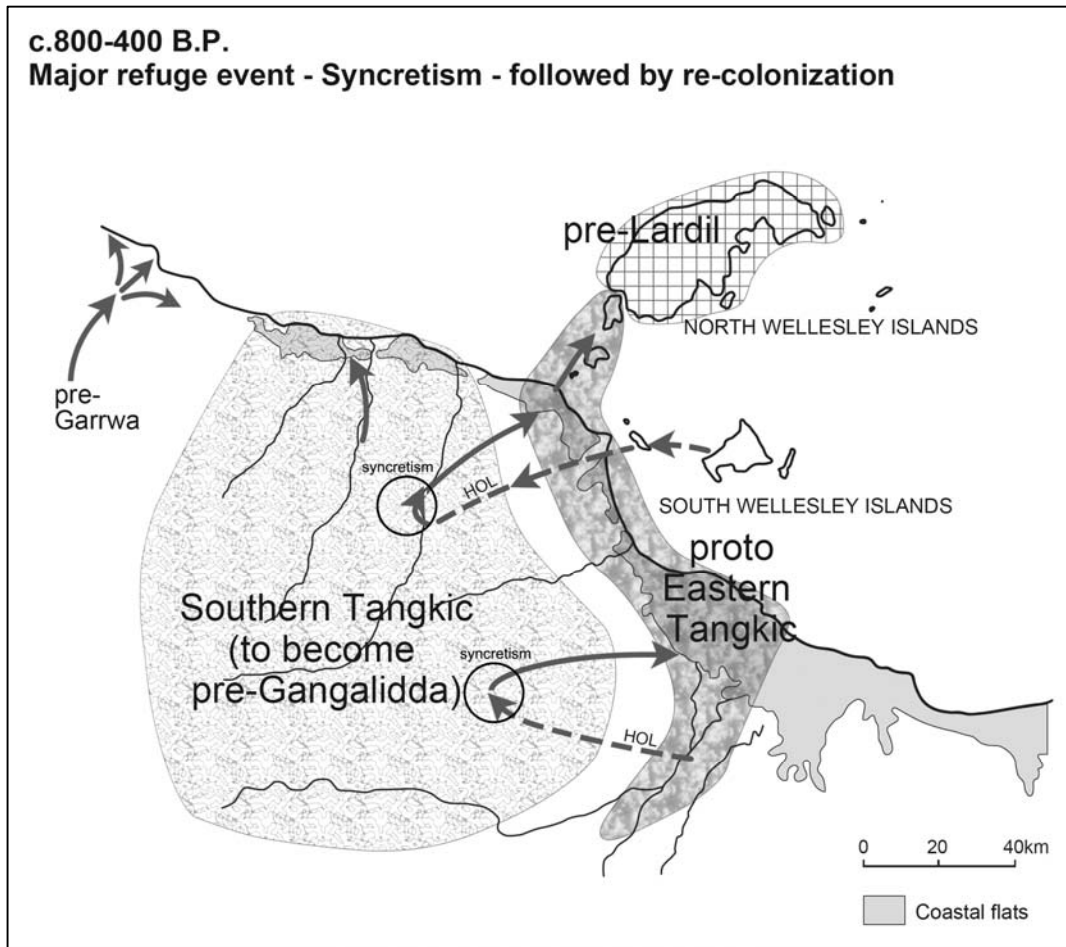 c.800-400 B.P.
Major refuge event - Syncretism - followed by re-colonization
pre-Lardil
NORTH WELLESLEY ISLANDS
pre-
Garrwa
syncretism
HOL
SOUTH WELLESLEY ISLANDS
proto
Eastern
Tangkic
Southern Tangkic
(to become
pre-Gangalidda)
syncretism
HOL
0 20 40km
Coastal flats